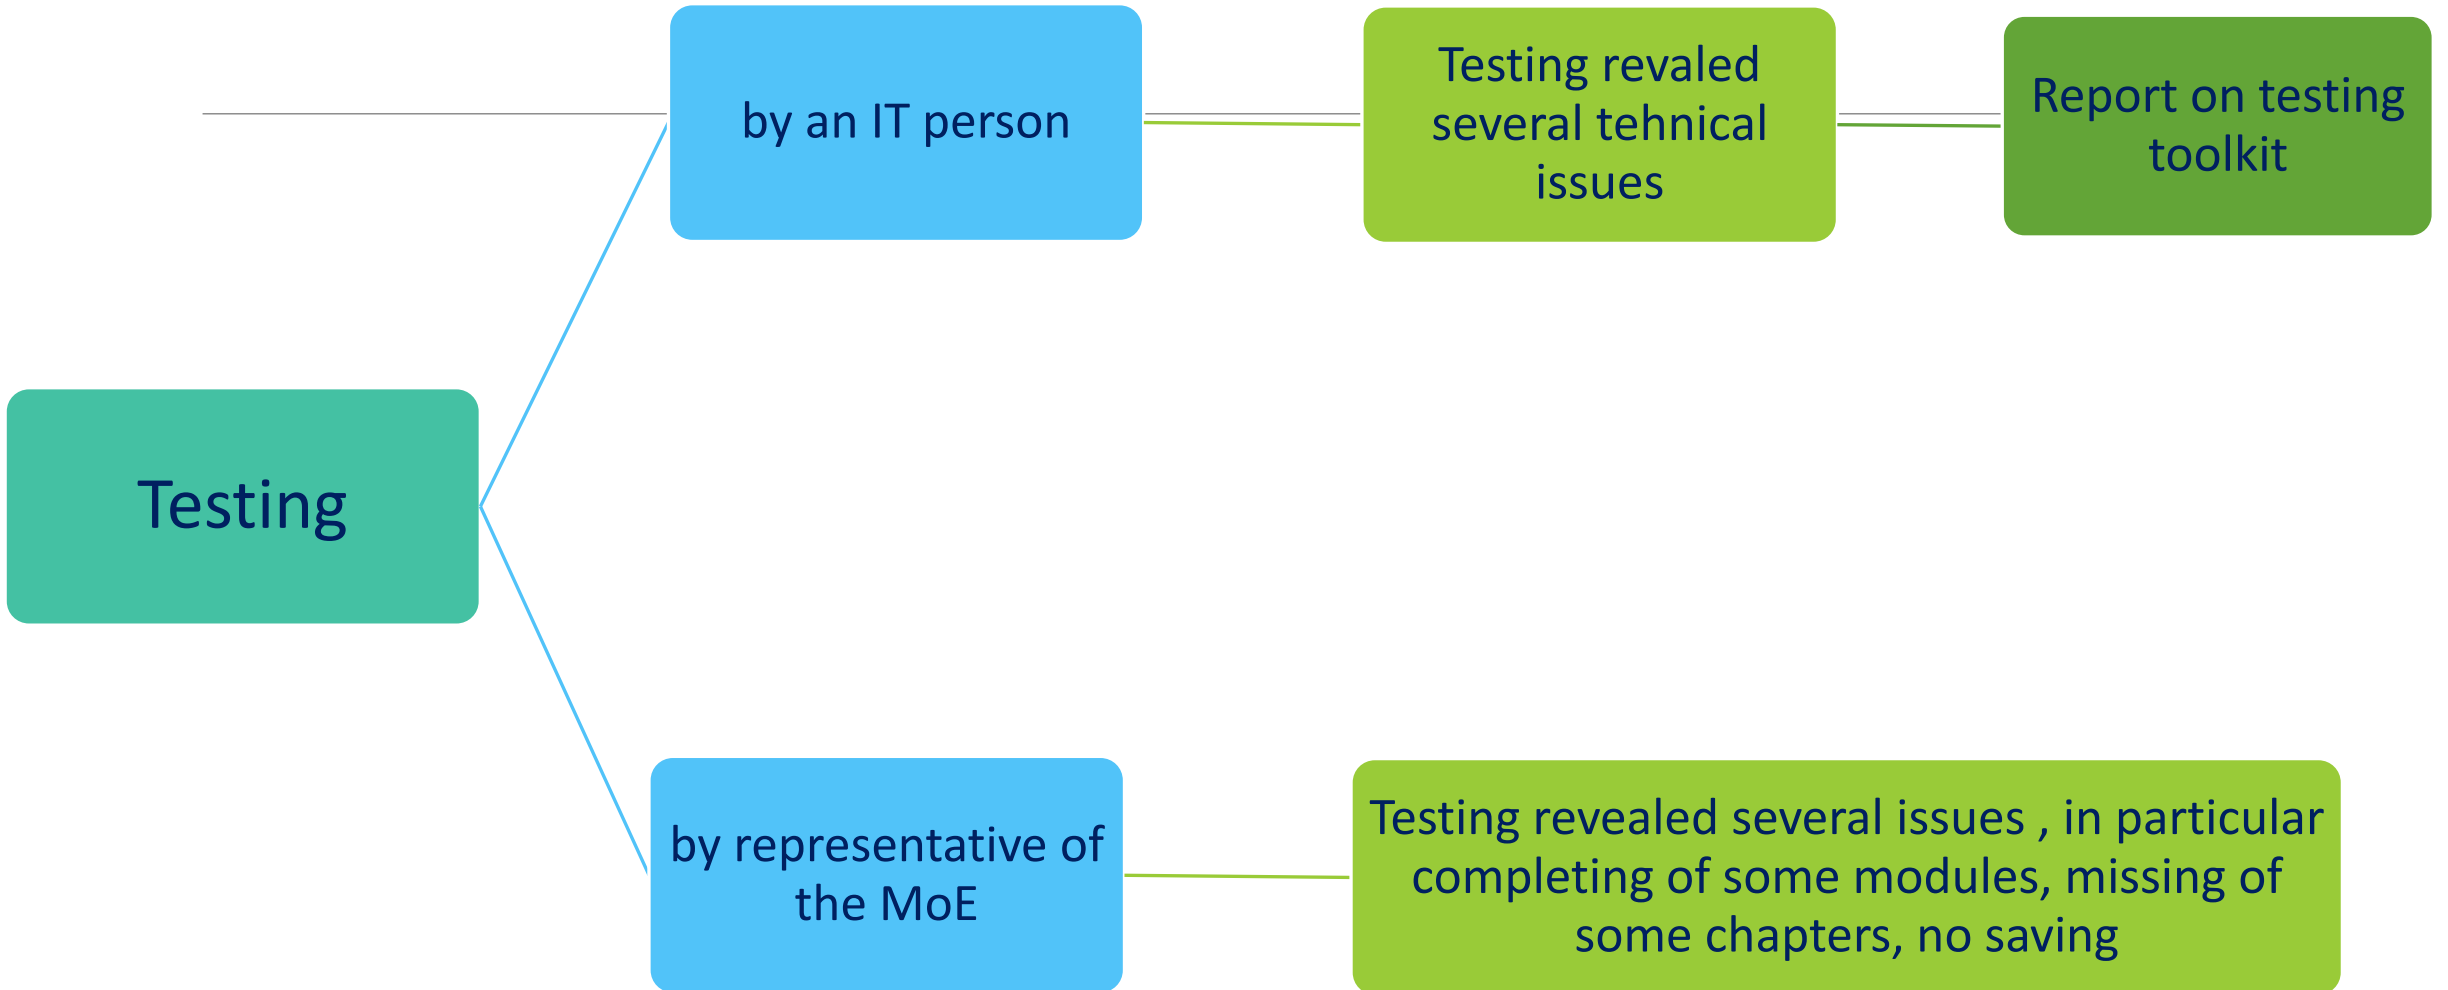 by an IT person
Testing revaled
several tehnical
issues
Report on testing
toolkit
Testing
by representative of
the MoE
Testing revealed several issues , in particular
completing of some modules, missing of
some chapters, no saving